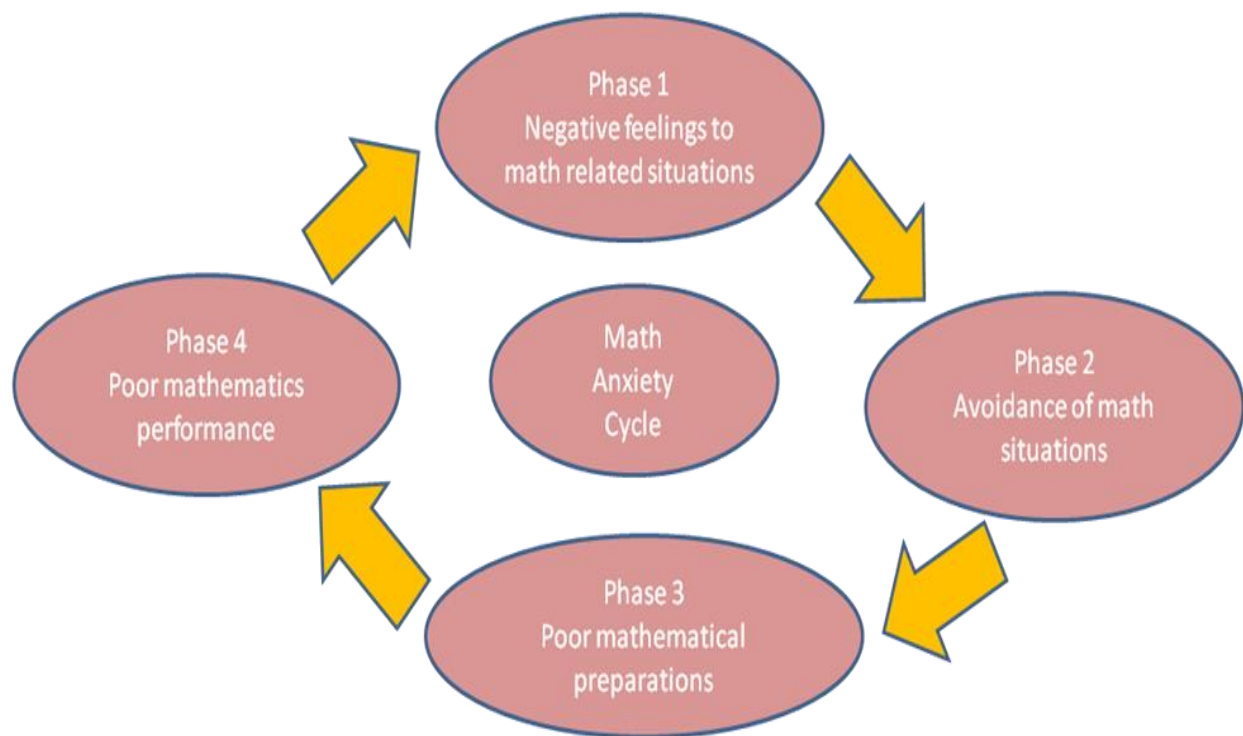 Phase 1
Negative feelings to
math related situations
Phase 2
Avoidance of math
situations
Phase 3
Poor mathematical
preparations
Phase 4
Poor mathematics
performance
Math
Anxiety
Cycle